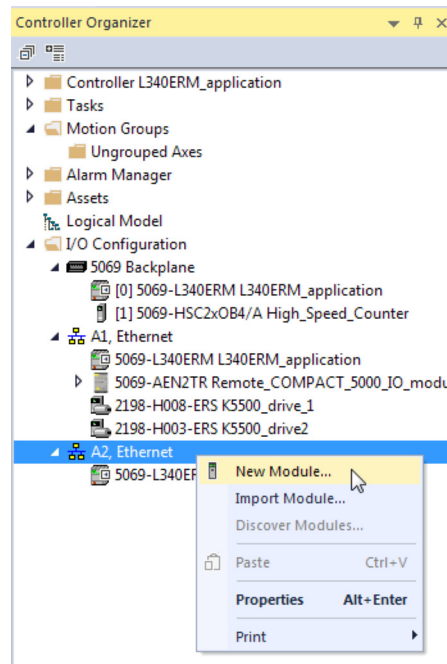 Controller Organizer
Controller L340ERM_application
Tasks
Motion Groups
Ungrouped Axes
Alarm Manager
Assets
Logical Model
I/O Configuration
5069 Backplane
[0] 5069-L340ERM L340ERM_application
[1] 5069-HSC2xOB4/A High_Speed_Counter
A1, Ethernet
5069-L340ERM L340ERM_application
5069-AEN2TR Remote_COMPACT_5000_IO_modu
2198-H008-ERS K5500_drive_1
2198-H003-ERS K5500_drive2
A2, Ethernet
5069-L340ER
New Module...
Import Module...
Discover Modules...
Paste Ctrl+V
Properties Alt+Enter
Print